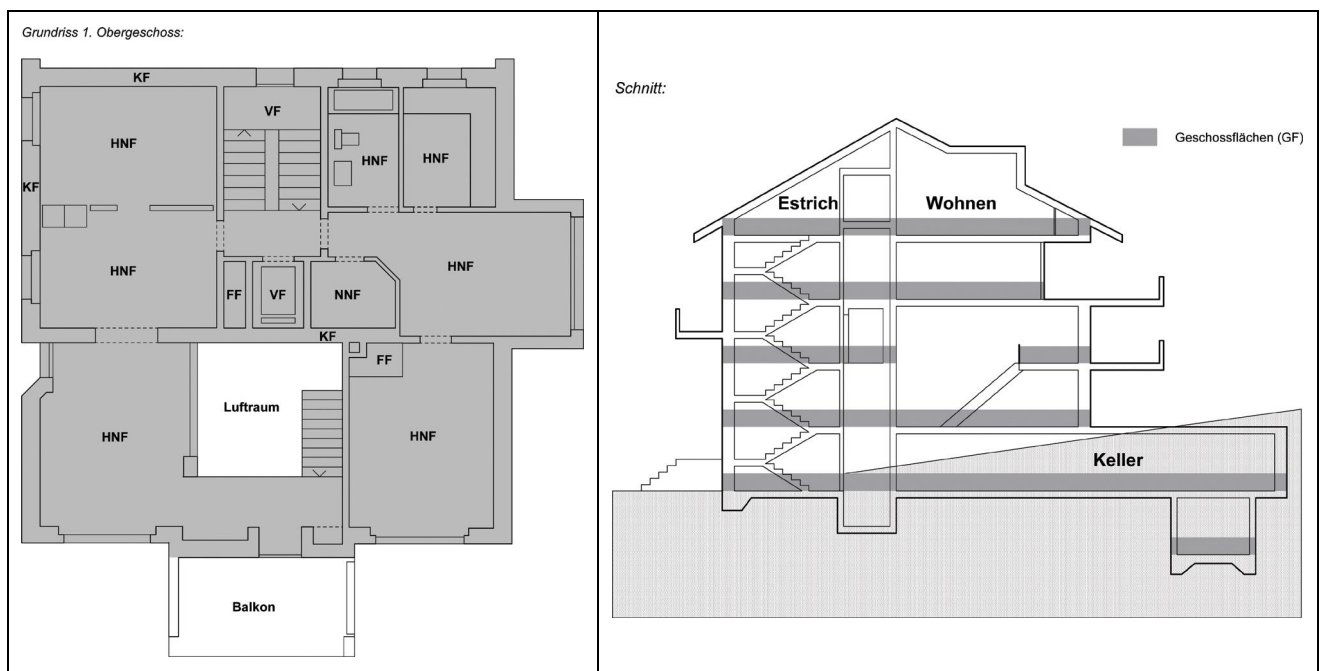 Grundriss 1. Obergeschoss:
KF
VF
HNF
HNF
HNF
KF
HNF
HNF
FF
VF
NNF
KF
FF
Luftraum
HNF
HNF
Balkon
Schnitt:
Geschossflächen (GF)
Estrich
Wohnen
Keller